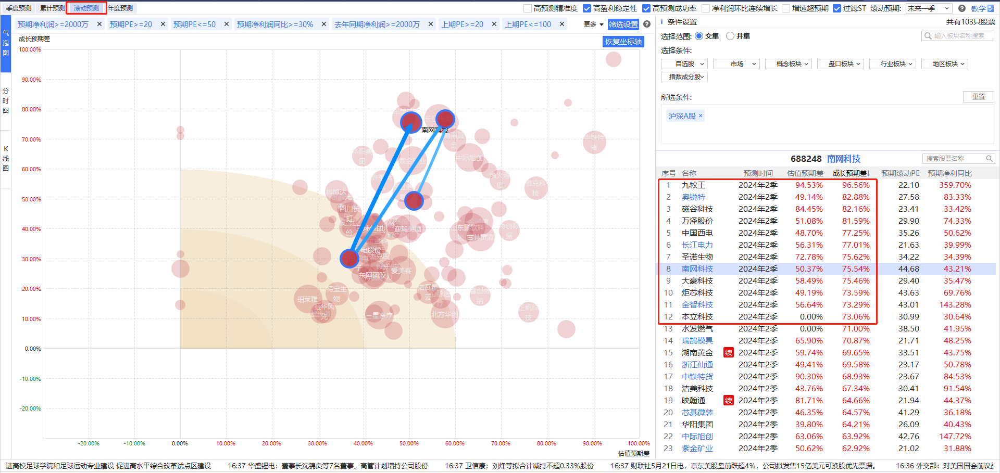 季度预测 累计预测 滚动预测 年度预测 高预测精准度 高盈利稳定性 高预测成功率 净利润环比连续增长 增速超预期 过滤ST 滚动预期: 未来一季 教学
预期净利润>=2000万 × 预期PE>=20 × 预期PE<=50 × 预期净利润同比>=30% × 去年同期净利润>=2000万 × 上期PE>=20 × 上期PE<=100 × 更多 筛选设置
气泡图
分时图
K线图
成长预期差
恢复坐标轴
100.00%
90.00%
80.00%
70.00%
60.00%
50.00%
40.00%
30.00%
20.00%
10.00%
0.00%
-10.00%
-20.00%
南网科技
华阳集团
紫金矿业
中际旭创
中铁特货
雅克科技
科博达
四川长虹
三环集团
迎驾贡酒
山东鹏饮料
古井贡酒
电股份
杰克股
爱美客
东阿阿胶
珀莱雅
振华风光
三星医疗
北方华创
正帆科技
-20.00% -10.00% 0.00% 10.00% 20.00% 30.00% 40.00% 50.00% 60.00% 70.00% 80.00% 90.00% 100.00%
估值预期差
条件设置 共有103只股票
选择范围: 交集 并集 输入板块名称搜索
选择条件:
自选股 市场 概念板块 盘口板块 行业板块 地区板块
指数成分股
所选条件: 重置
沪深A股 ×
688248 南网科技 搜索股票名称
序号 名称 预测时间 估值预期差 成长预期差↓ 预期滚动PE 预期净利同比
1 九牧王 2024年2季 94.53% 96.56% 22.10 359.70%
2 奥锐特 2024年2季 49.14% 82.88% 27.58 83.33%
3 磁谷科技 2024年2季 84.45% 82.16% 23.41 33.42%
4 万泽股份 2024年2季 51.08% 81.59% 29.90 74.33%
5 中国西电 2024年2季 48.70% 77.25% 35.26 50.62%
6 长江电力 2024年2季 56.31% 77.01% 21.63 39.99%
7 圣诺生物 2024年2季 72.78% 75.62% 34.22 34.39%
8 南网科技 2024年2季 50.37% 75.54% 44.68 43.21%
9 大豪科技 2024年2季 58.49% 75.46% 29.40 35.47%
10 炬芯科技 2024年2季 49.19% 73.59% 43.63 69.76%
11 金智科技 2024年2季 56.64% 73.29% 43.01 143.28%
12 本立科技 2024年2季 0.00% 73.06% 30.99 30.64%
13 水发燃气 2024年2季 0.00% 71.00% 38.50 41.95%
14 瑞鹄模具 2024年2季 65.90% 70.87% 21.71 48.25%
15 湖南黄金 续 2024年2季 59.74% 69.65% 33.51 43.75%
16 浙江仙通 2024年2季 49.41% 69.58% 23.17 50.78%
17 中铁特货 2024年2季 90.30% 68.93% 23.67 84.53%
18 洁美科技 2024年2季 43.76% 67.34% 30.41 91.54%
19 映翰通 续 2024年2季 81.71% 64.66% 21.94 44.37%
20 芯碁微装 2024年2季 46.35% 64.57% 41.29 36.18%
21 华阳集团 2024年2季 39.80% 64.21% 26.09 40.43%
22 中际旭创 2024年2季 63.06% 63.92% 42.76 147.72%
23 紫金矿业 2024年2季 50.62% 62.92% 21.02 31.88%
进高校足球学院和足球运动专业建设 促进高水平综合改革试点区建设 16:37 华盛锂电：董事长沈锦良等7名董事、高管计划增持公司股份 16:37 卫信康：刘烽等拟合计减持不超0.33%股份 16:37 财联社5月21日电，京东美股盘前跌超4%，公司拟发售15亿美元可换股优先票据。 16:36 外交部：对美国国会前议